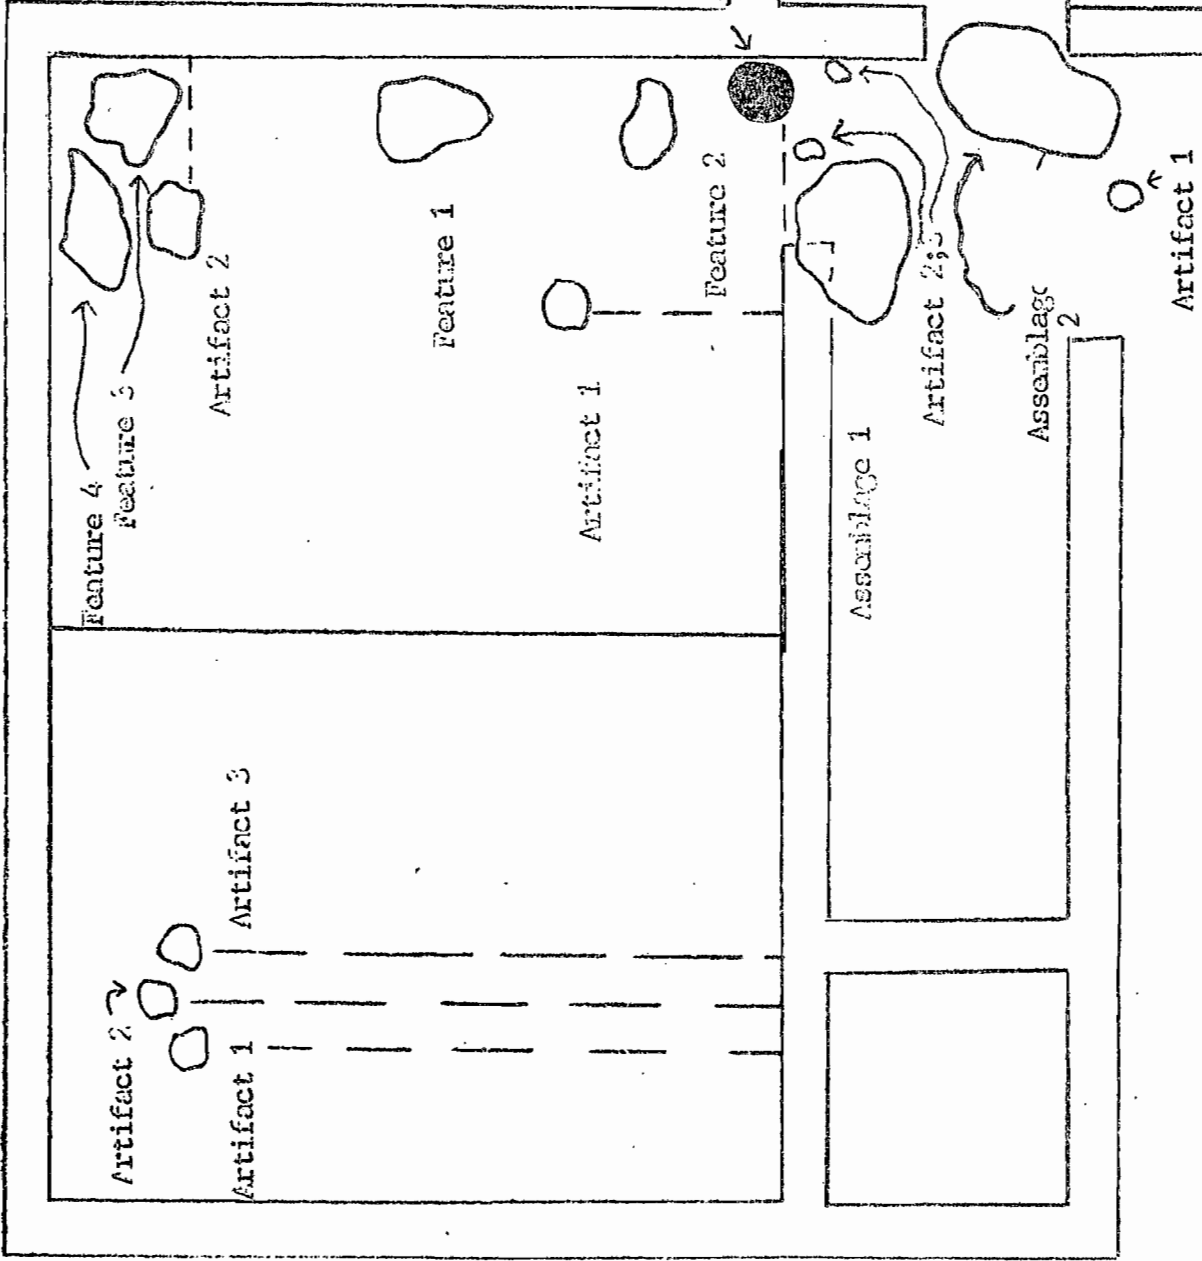 Feature 4
Feature 3
Artifact 2
Feature 1
Artifact 1
Feature 2
Assemblage 1
Artifact 2,3
Assemblage
2
Artifact 1
Artifact 2
Artifact 1
Artifact 3